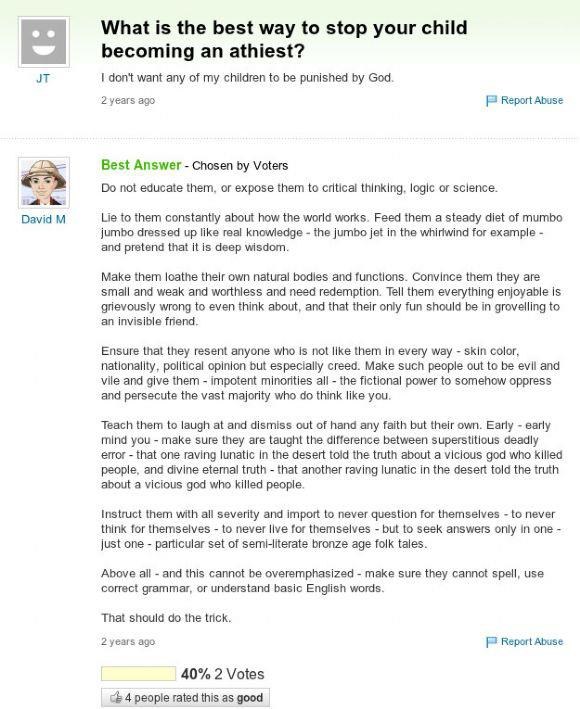 What is the best way to stop your child
becoming an athiest?
JT
I don't want any of my children to be punished by God.
2 years ago
Report Abuse
Best Answer - Chosen by Voters
David M
Do not educate them, or expose them to critical thinking, logic or science.
Lie to them constantly about how the world works. Feed them a steady diet of mumbo
jumbo dressed up like real knowledge - the jumbo jet in the whirlwind for example -
and pretend that it is deep wisdom.
Make them loathe their own natural bodies and functions. Convince them they are
small and weak and worthless and need redemption. Tell them everything enjoyable is
grievously wrong to even think about, and that their only fun should be in grovelling to
an invisible friend.
Ensure that they resent anyone who is not like them in every way - skin color,
nationality, political opinion but especially creed. Make such people out to be evil and
vile and give them - impotent minorities all - the fictional power to somehow oppress
and persecute the vast majority who do think like you.
Teach them to laugh at and dismiss out of hand any faith but their own. Early - early
mind you - make sure they are taught the difference between superstitious deadly
error - that one raving lunatic in the desert told the truth about a vicious god who killed
people, and divine eternal truth - that another raving lunatic in the desert told the truth
about a vicious god who killed people.
Instruct them with all severity and import to never question for themselves - to never
think for themselves - to never live for themselves - but to seek answers only in one -
just one - particular set of semi-literate bronze age folk tales.
Above all - and this cannot be overemphasized - make sure they cannot spell, use
correct grammar, or understand basic English words.
That should do the trick.
2 years ago
Report Abuse
40% 2 Votes
4 people rated this as good